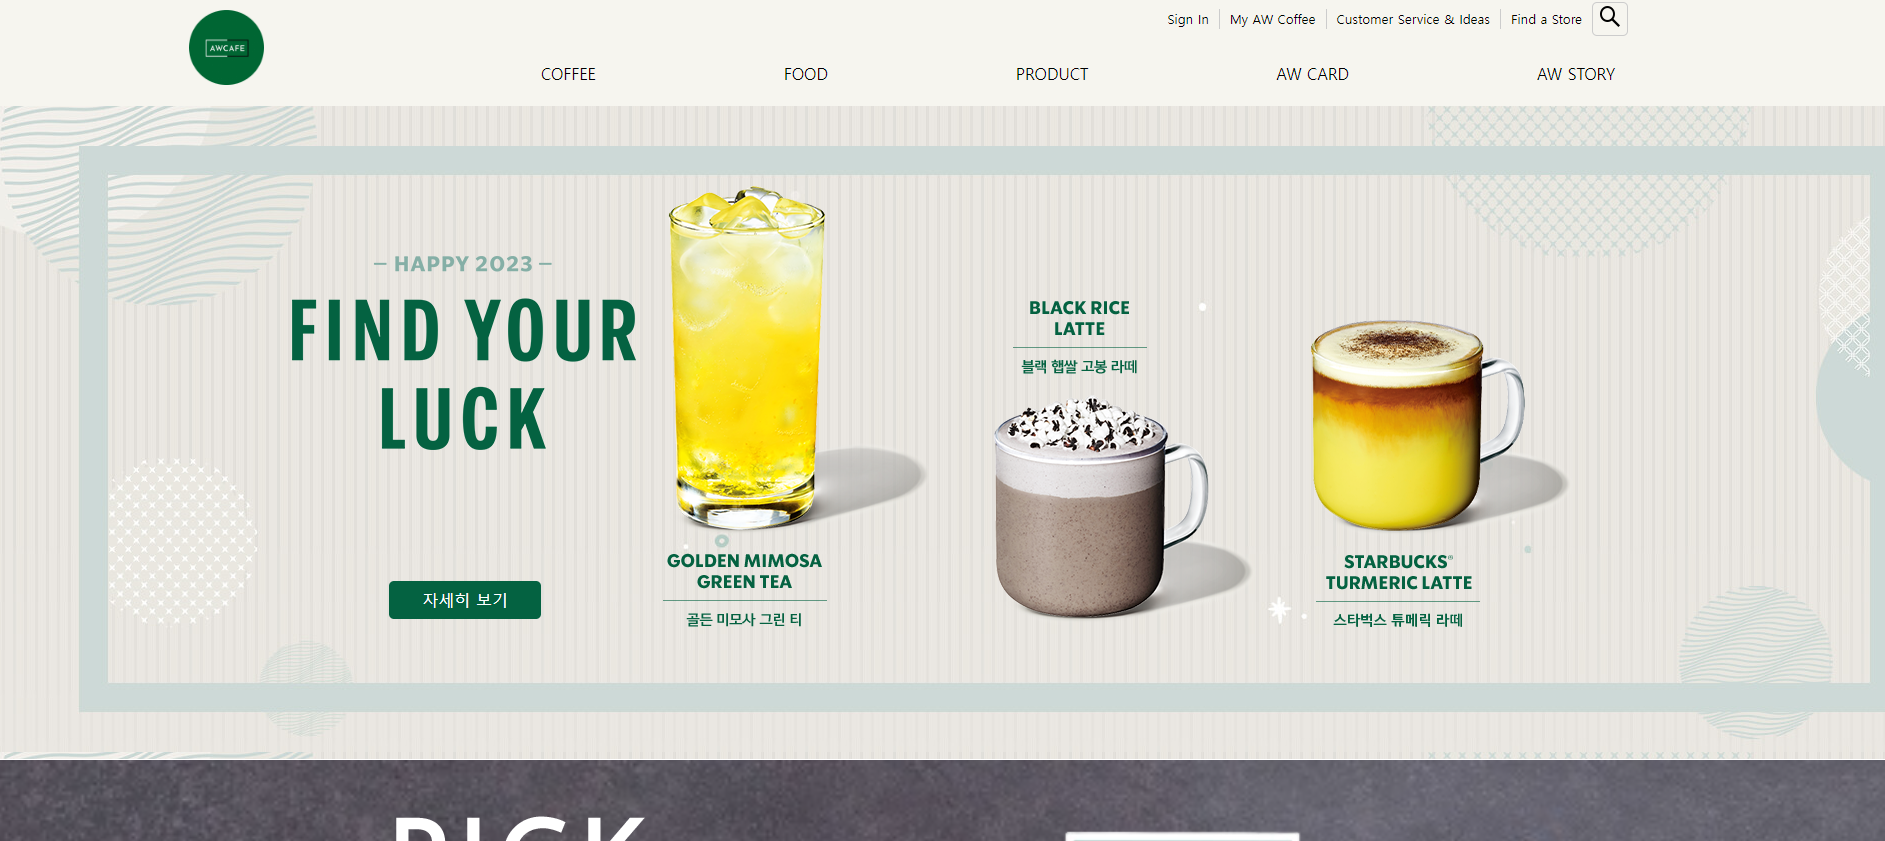 AWCAFE
Sign In
My AW Coffee
Customer Service & Ideas
Find a Store
COFFEE
FOOD
PRODUCT
AW CARD
AW STORY
– HAPPY 2023 –
FIND YOUR
LUCK
자세히 보기
GOLDEN MIMOSA
GREEN TEA
골든 미모사 그린 티
BLACK RICE
LATTE
블랙 햅쌀 고봉 라떼
STARBUCKS®
TURMERIC LATTE
스타벅스 튜메릭 라떼
PICK